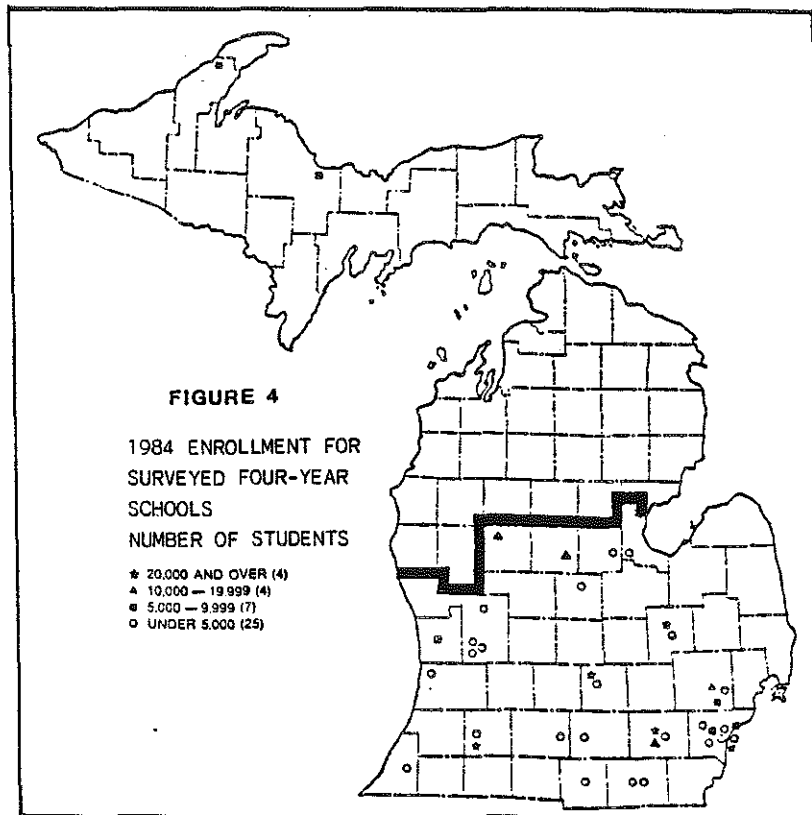 FIGURE 4
1984 ENROLLMENT FOR
SURVEYED FOUR-YEAR
SCHOOLS
NUMBER OF STUDENTS
★ 20,000 AND OVER (4)
▲ 10,000 — 19,999 (4)
■ 5,000 — 9,999 (7)
○ UNDER 5,000 (25)